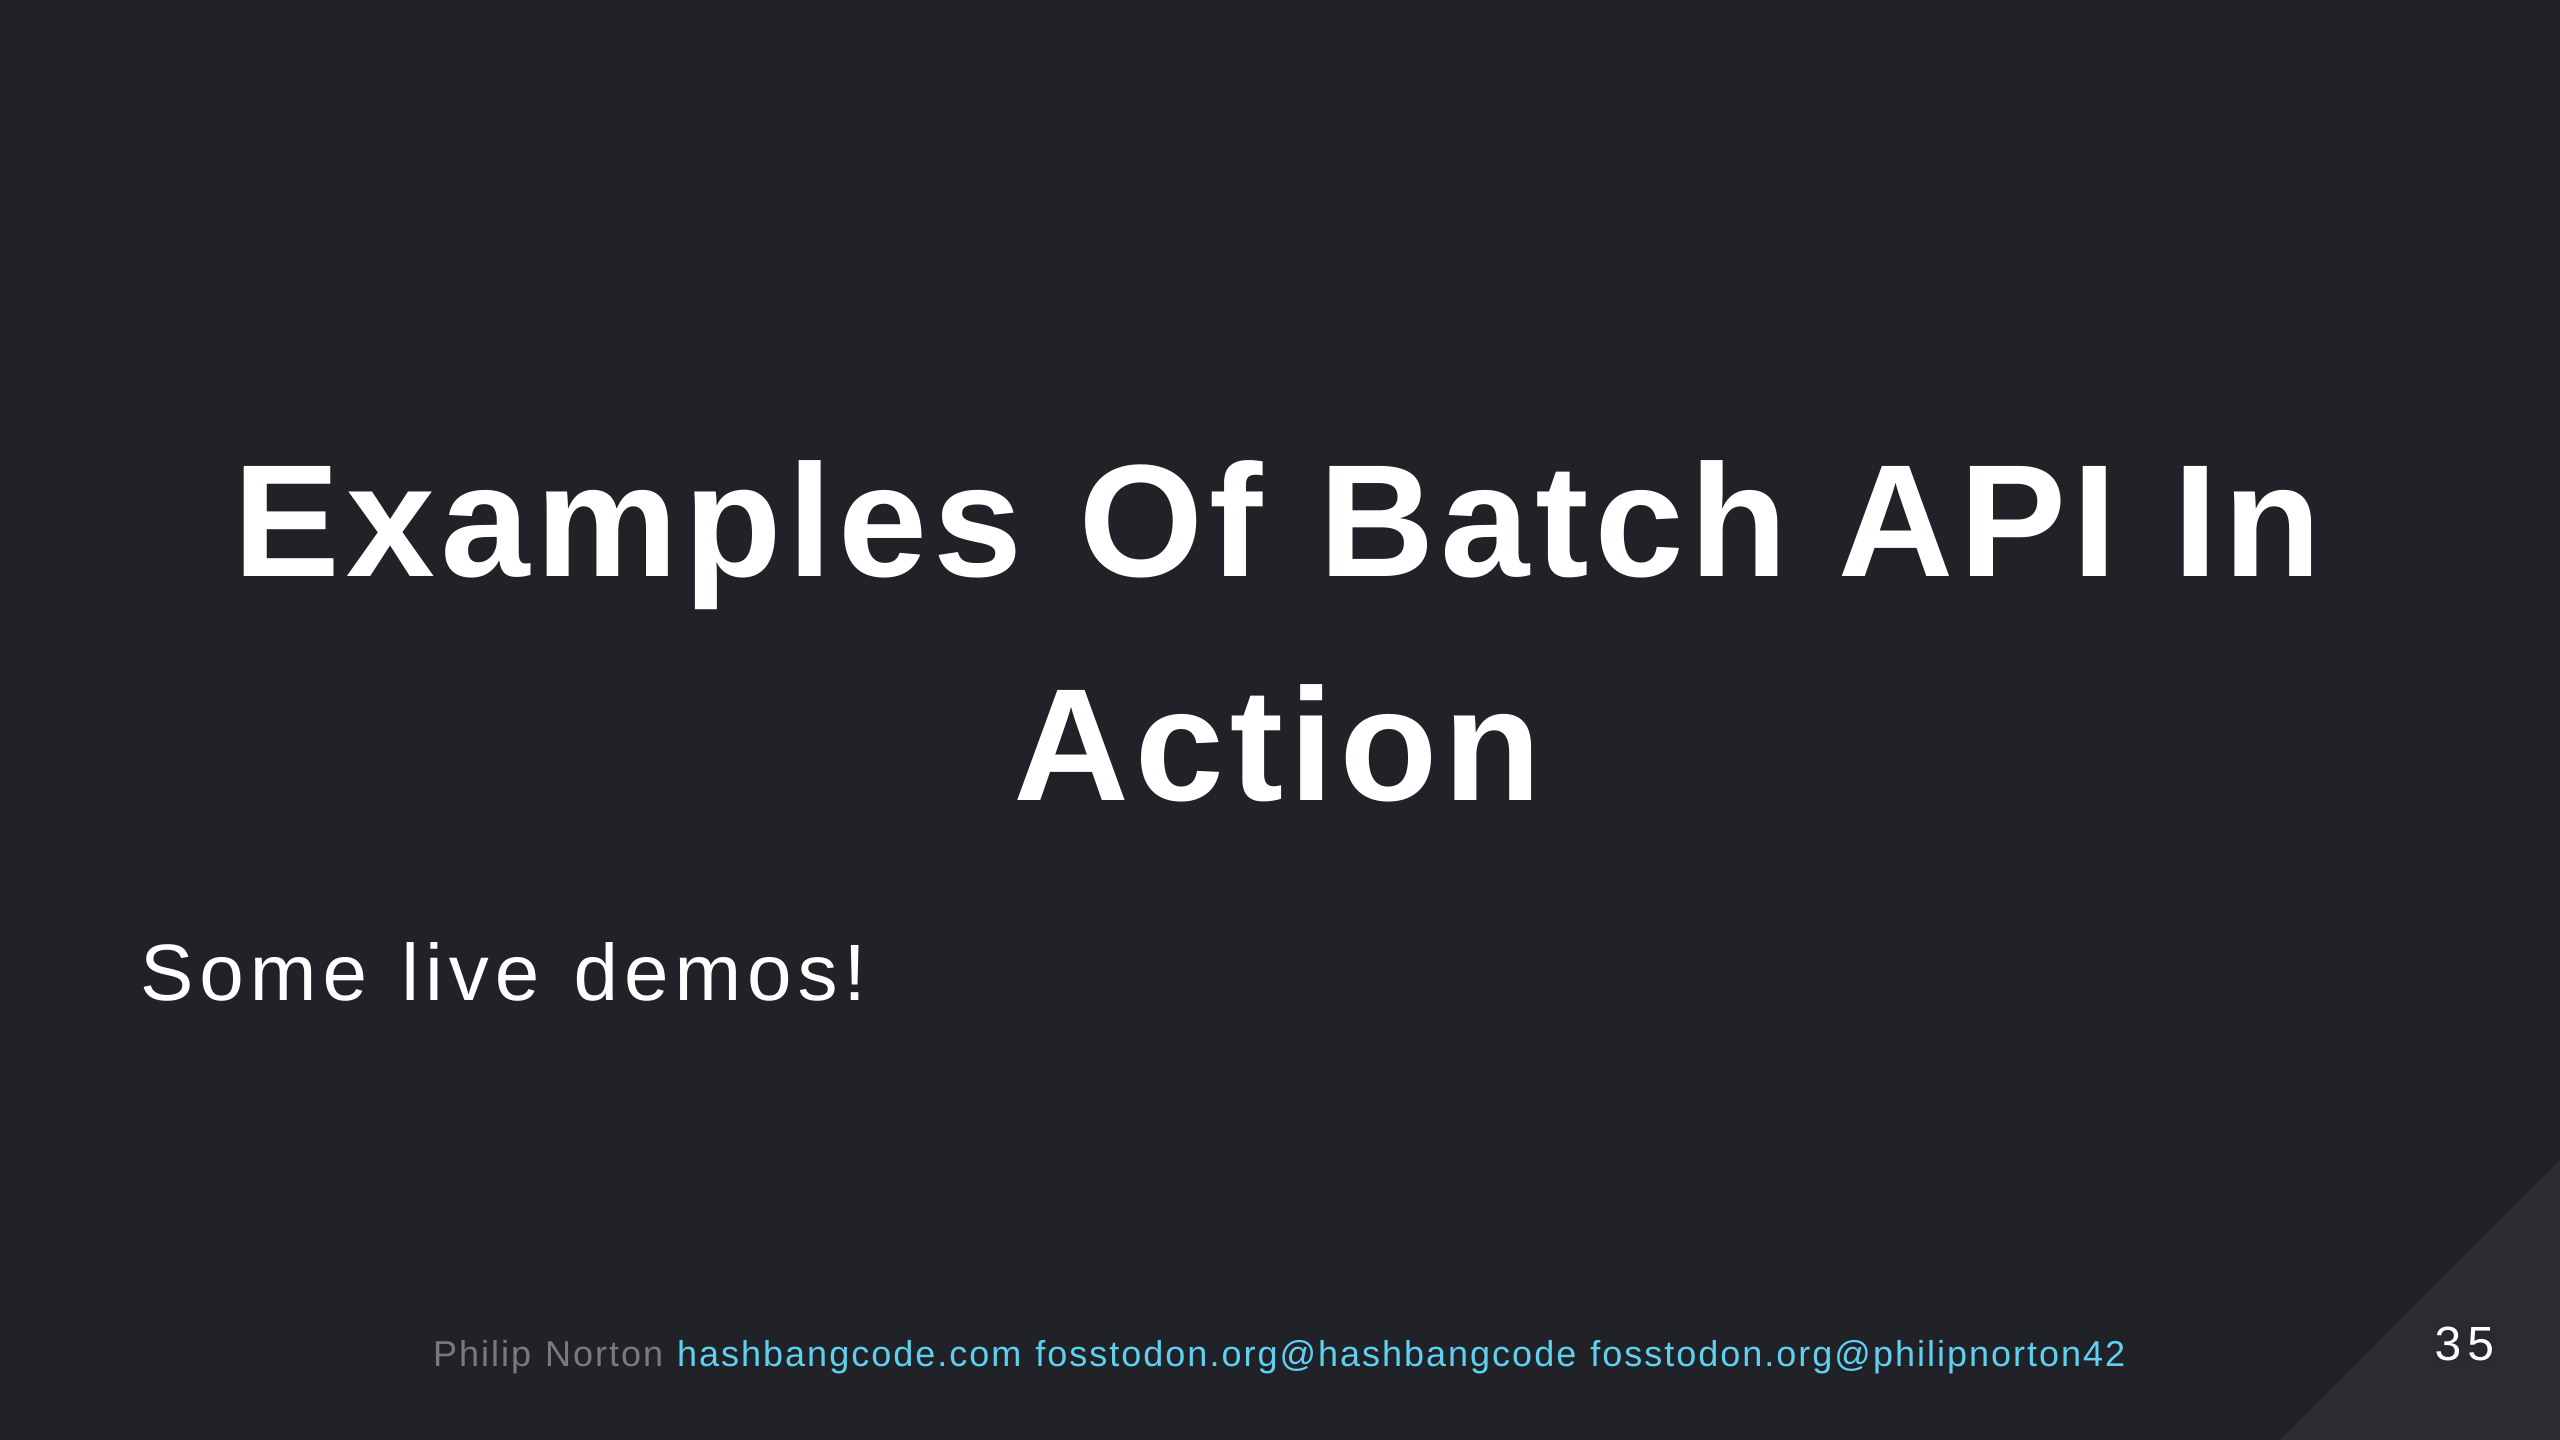 Examples Of Batch API In
Action
Some live demos!
Philip Norton hashbangcode.com fosstodon.org@hashbangcode fosstodon.org@philipnorton42
35